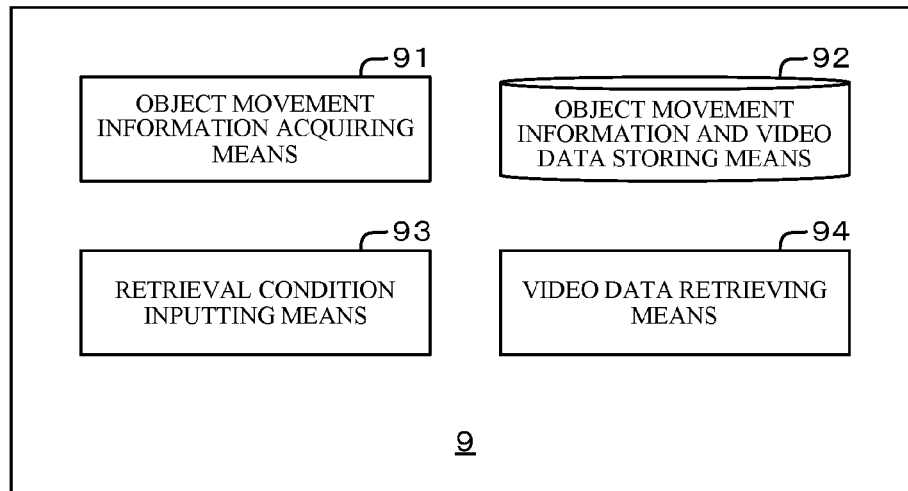 91
OBJECT MOVEMENT
INFORMATION ACQUIRING
MEANS
92
OBJECT MOVEMENT
INFORMATION AND VIDEO
DATA STORING MEANS
93
RETRIEVAL CONDITION
INPUTTING MEANS
94
VIDEO DATA RETRIEVING
MEANS
9